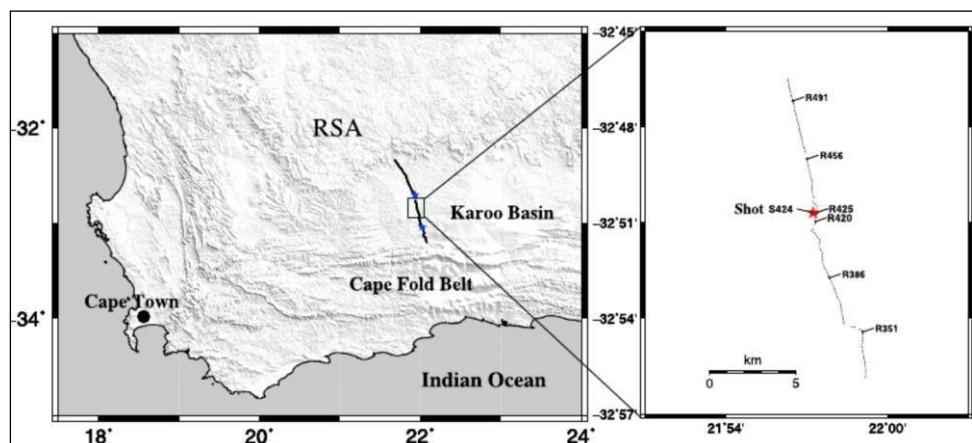 RSA
Karoo Basin
Cape Fold Belt
Cape Town
Indian Ocean
-32°
-34°
18
20
22
24
-32°45'
-32°48'
-32°51'
-32°54'
-32°57'
R491
R456
Shot S424
R425
R420
R386
R351
km
0 5
21°54'
22°00'